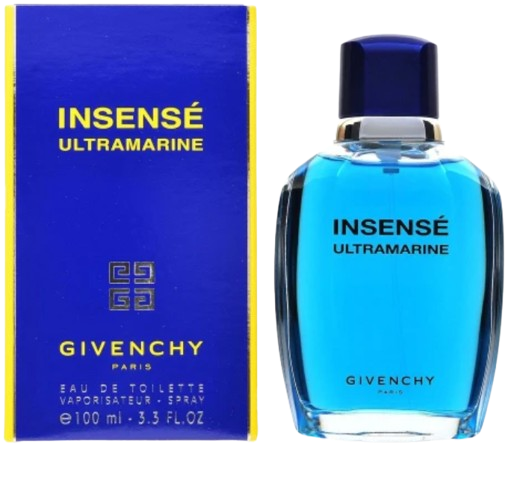 INSENSÉ
ULTRAMARINE
GIVENCHY
PARIS
EAU DE TOILETTE
VAPORISATEUR - SPRAY
℮100 ml - 3.3 FL.OZ
INSENSÉ
ULTRAMARINE
GIVENCHY
PARIS